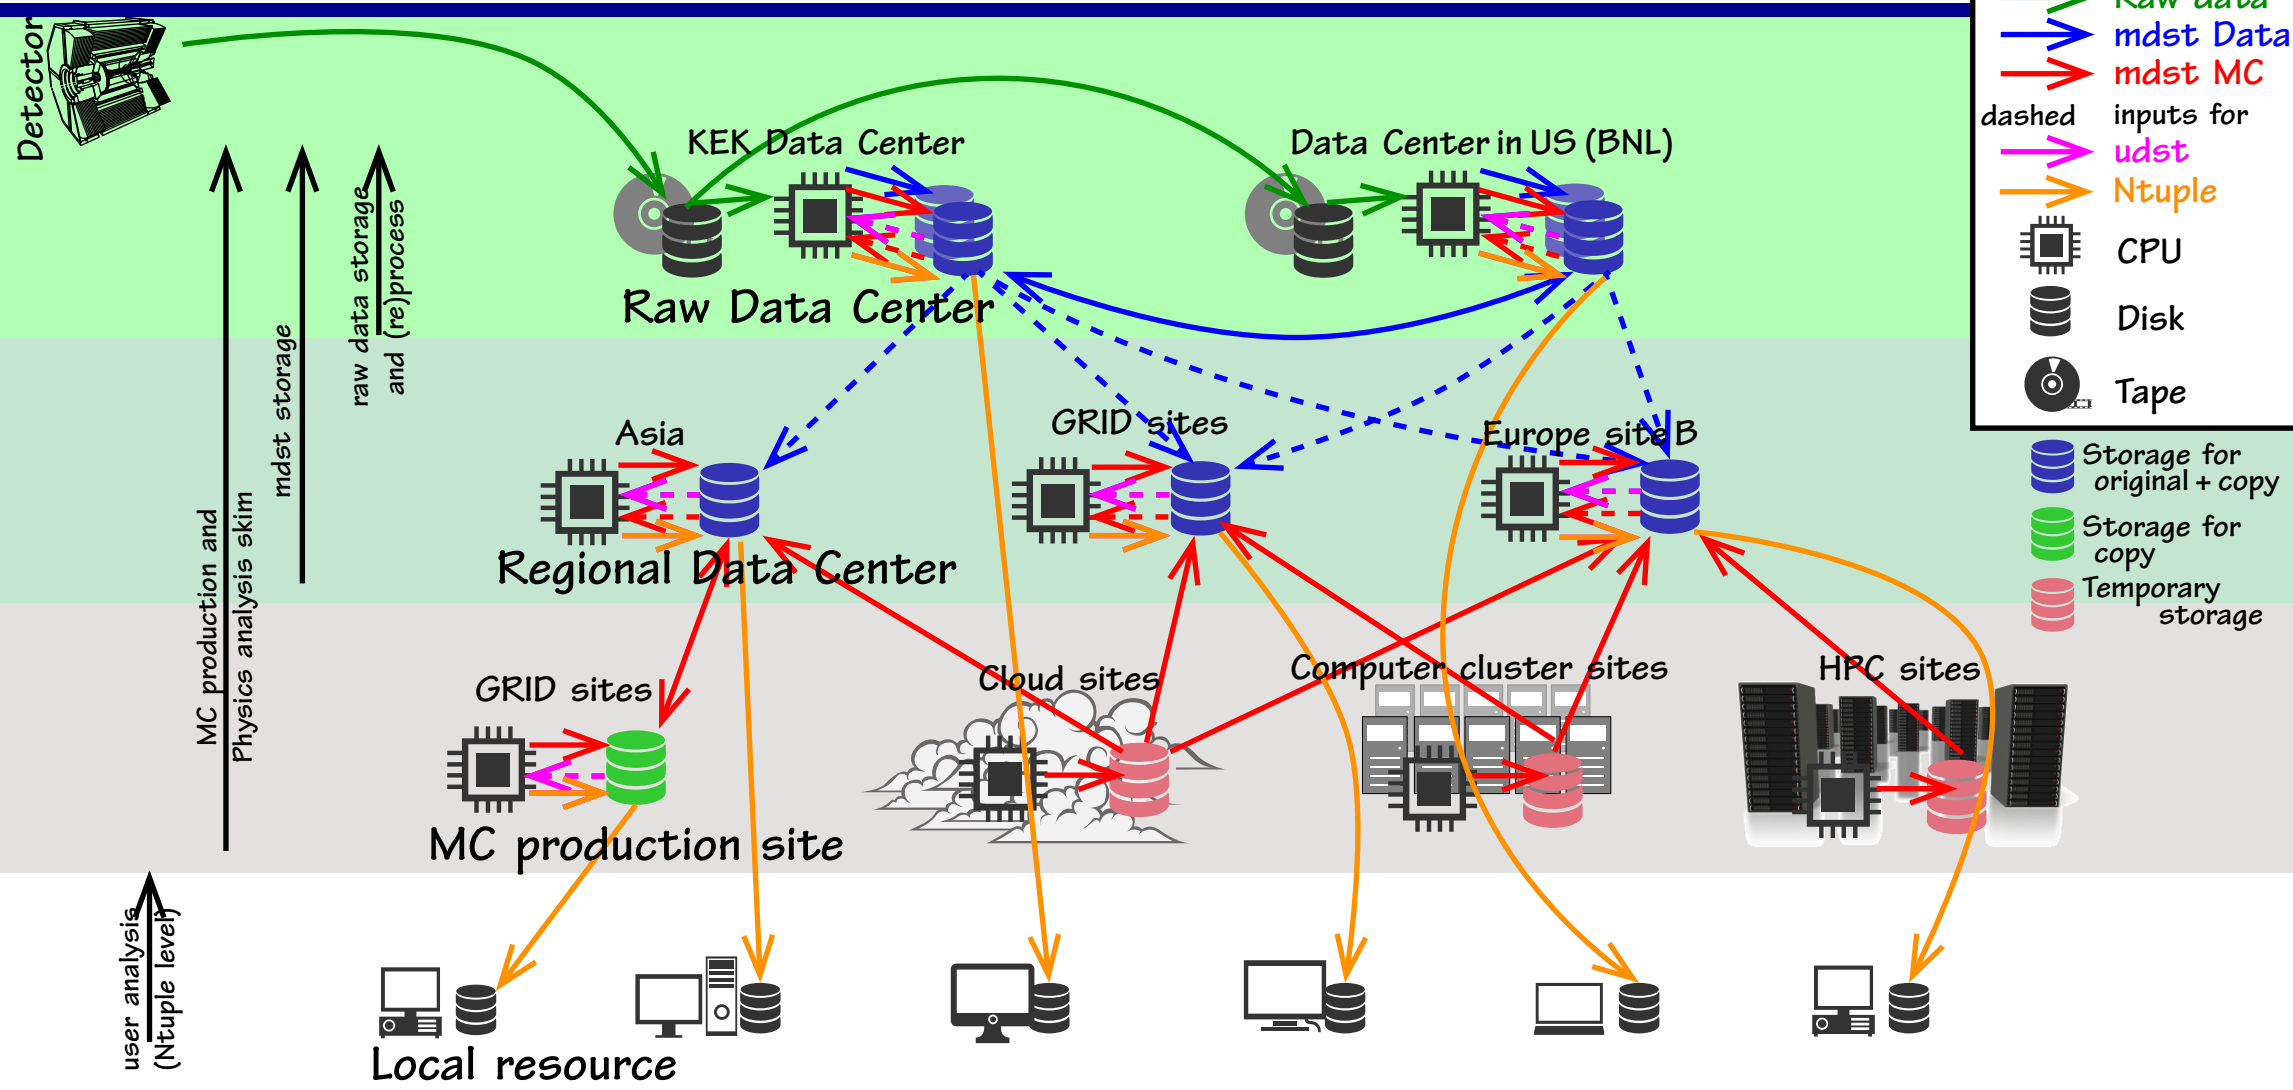 Detector
KEK Data Center
Data Center in US (BNL)
Raw Data Center
raw data storage
and (re)process
mdst storage
MC production and
Physics analysis skim
Asia
GRID sites
Europe site B
Regional Data Center
GRID sites
Cloud sites
Computer cluster sites
HPC sites
MC production site
user analysis
(Ntuple level)
Local resource
Raw data
mdst Data
mdst MC
dashed inputs for
udst
Ntuple
CPU
Disk
Tape
Storage for
original + copy
Storage for
copy
Temporary
storage